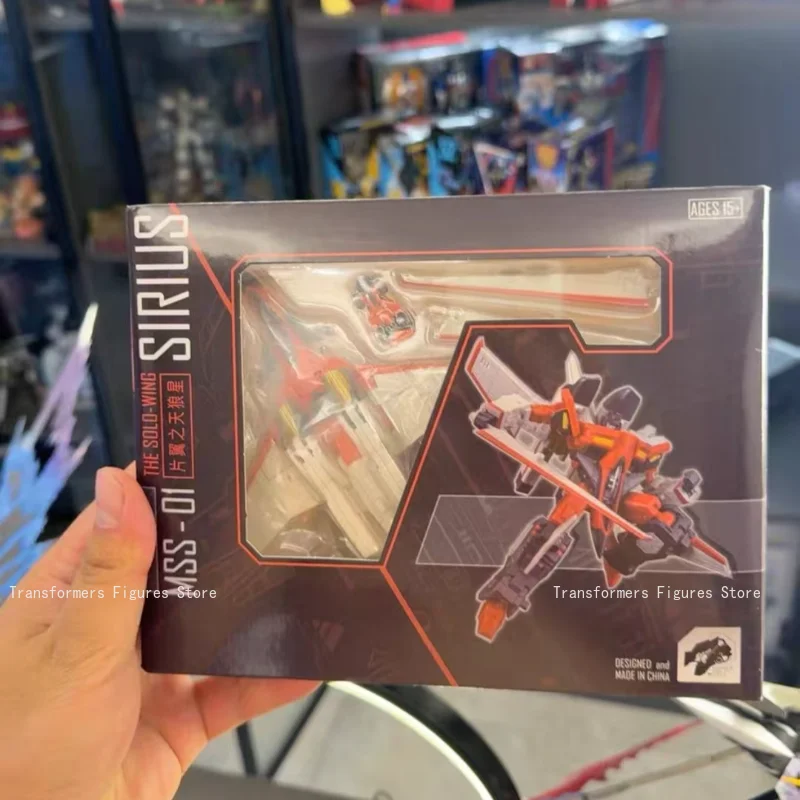 AGES 15+
SIRIUS
THE SOLO-WING
片翼之天狼星
MSS-01
Transformers Figures Store
Transformers Figures Store
DESIGNED and
MADE IN CHINA